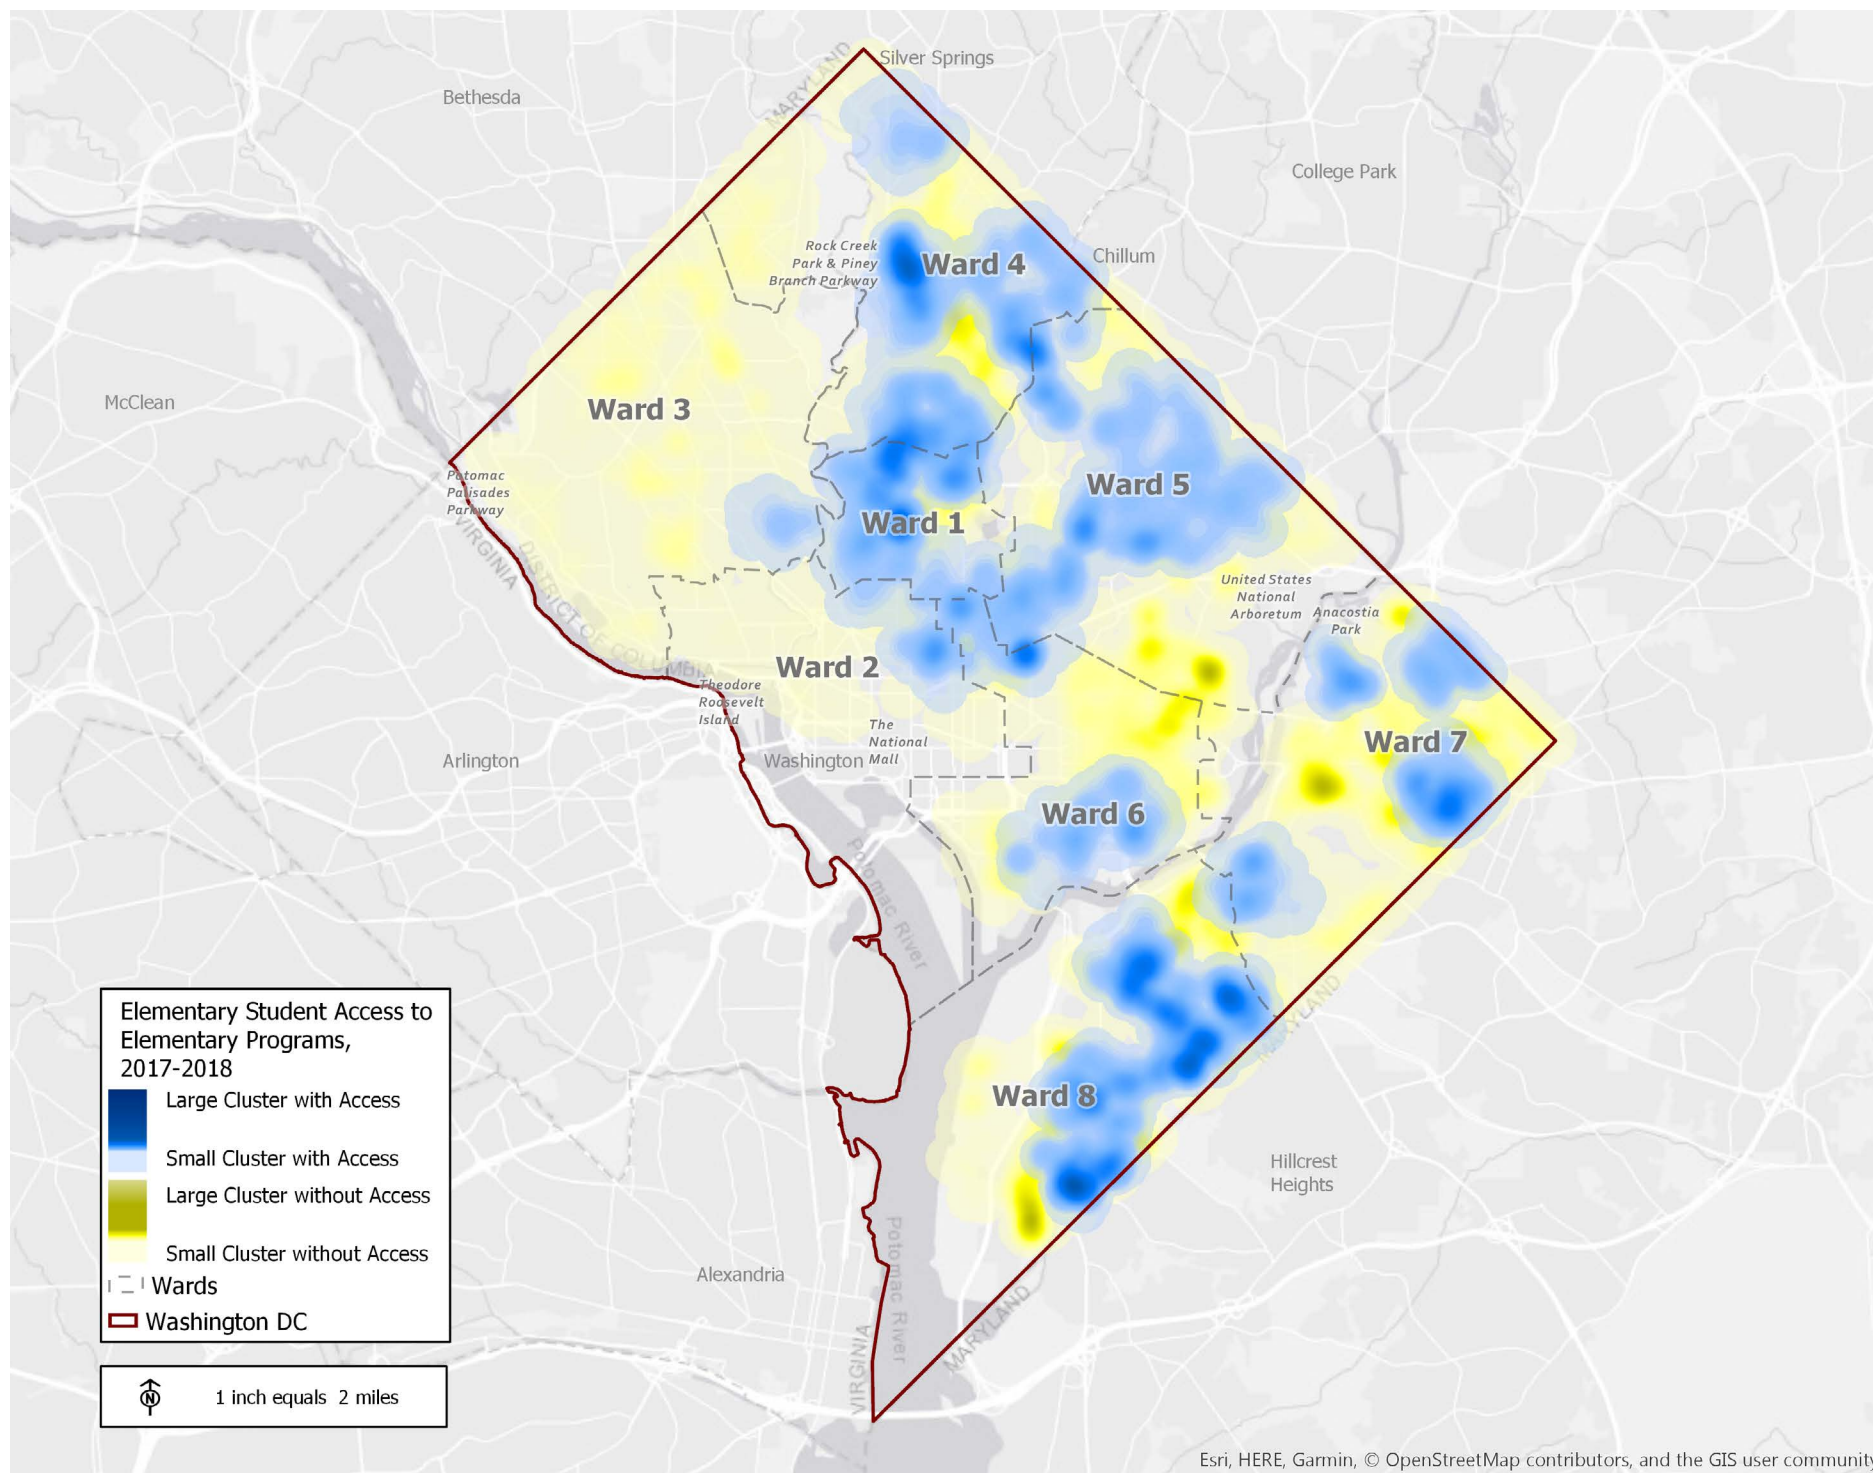 MARYLAND
Silver Springs
Bethesda
College Park
Rock Creek
Park & Piney
Branch Parkway
Ward 4
Chillum
McClean
Ward 3
Potomac
Palisades
Parkway
VIRGINIA
DISTRICT OF COLUMBIA
Ward 5
Ward 1
United States
National
Arboretum
Anacostia
Park
Ward 2
Theodore
Roosevelt
Island
The
National
Mall
Washington
Arlington
Ward 7
Ward 6
Potomac River
MARYLAND
Ward 8
Hillcrest
Heights
Alexandria
Potomac River
VIRGINIA
MARYLAND
Elementary Student Access to
Elementary Programs,
2017-2018
Large Cluster with Access
Small Cluster with Access
Large Cluster without Access
Small Cluster without Access
Wards
Washington DC
N
1 inch equals 2 miles
Esri, HERE, Garmin, © OpenStreetMap contributors, and the GIS user community